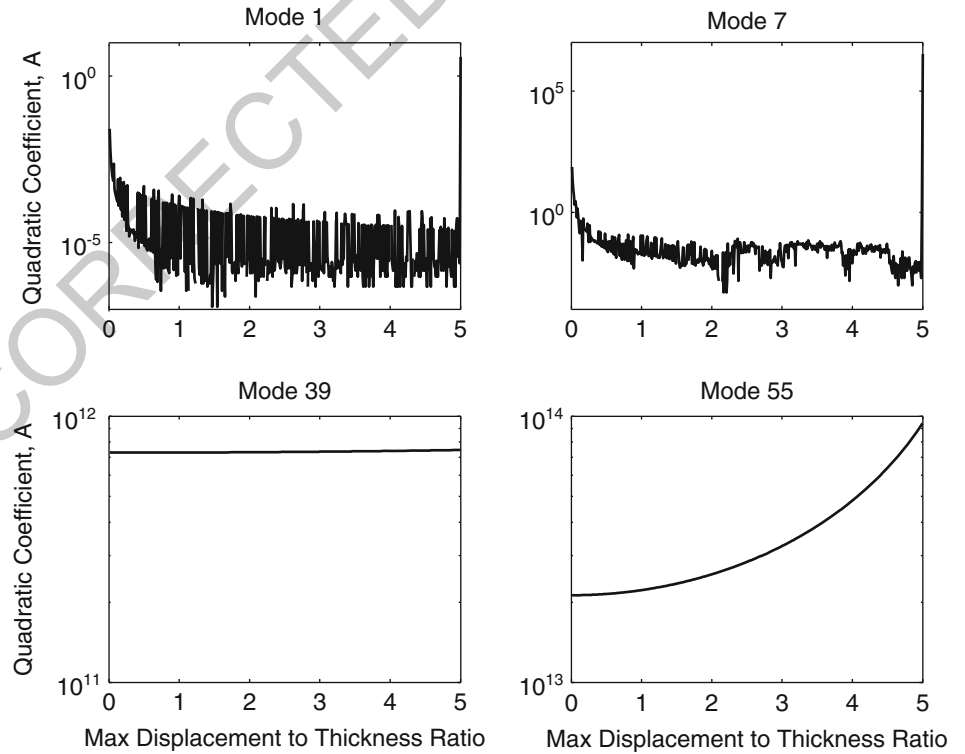 Mode 1
Quadratic Coefficient, A
10^0
10^-5
0 1 2 3 4 5
Mode 7
10^5
10^0
0 1 2 3 4 5
Mode 39
Quadratic Coefficient, A
10^12
10^11
0 1 2 3 4 5
Max Displacement to Thickness Ratio
Mode 55
10^14
10^13
0 1 2 3 4 5
Max Displacement to Thickness Ratio
CORRECTED